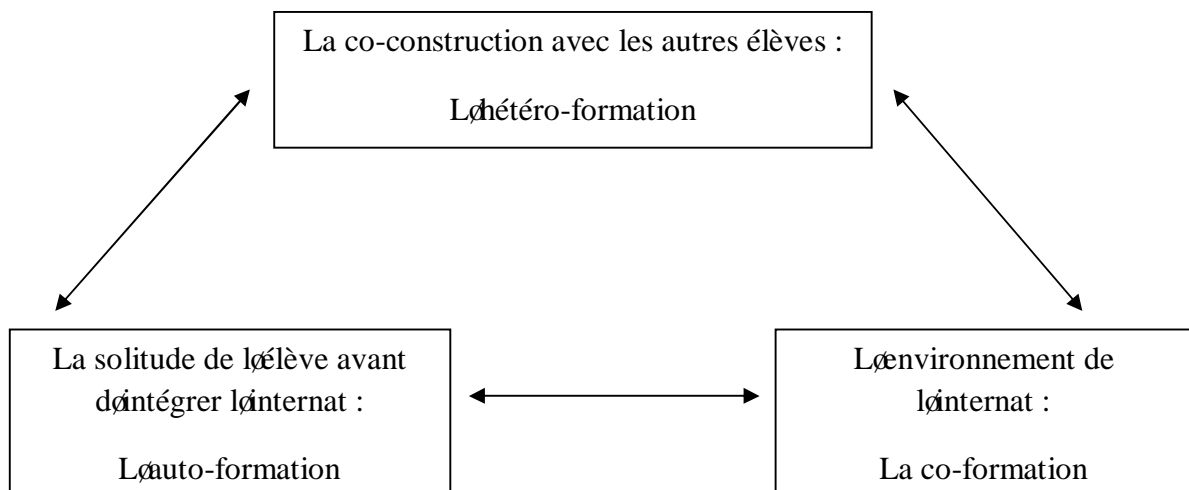 La co-construction avec les autres élèves :
Løhétéro-formation
La solitude de løélève avant
døintégrer løinternat :
Løauto-formation
Løenvironnement de
løinternat :
La co-formation